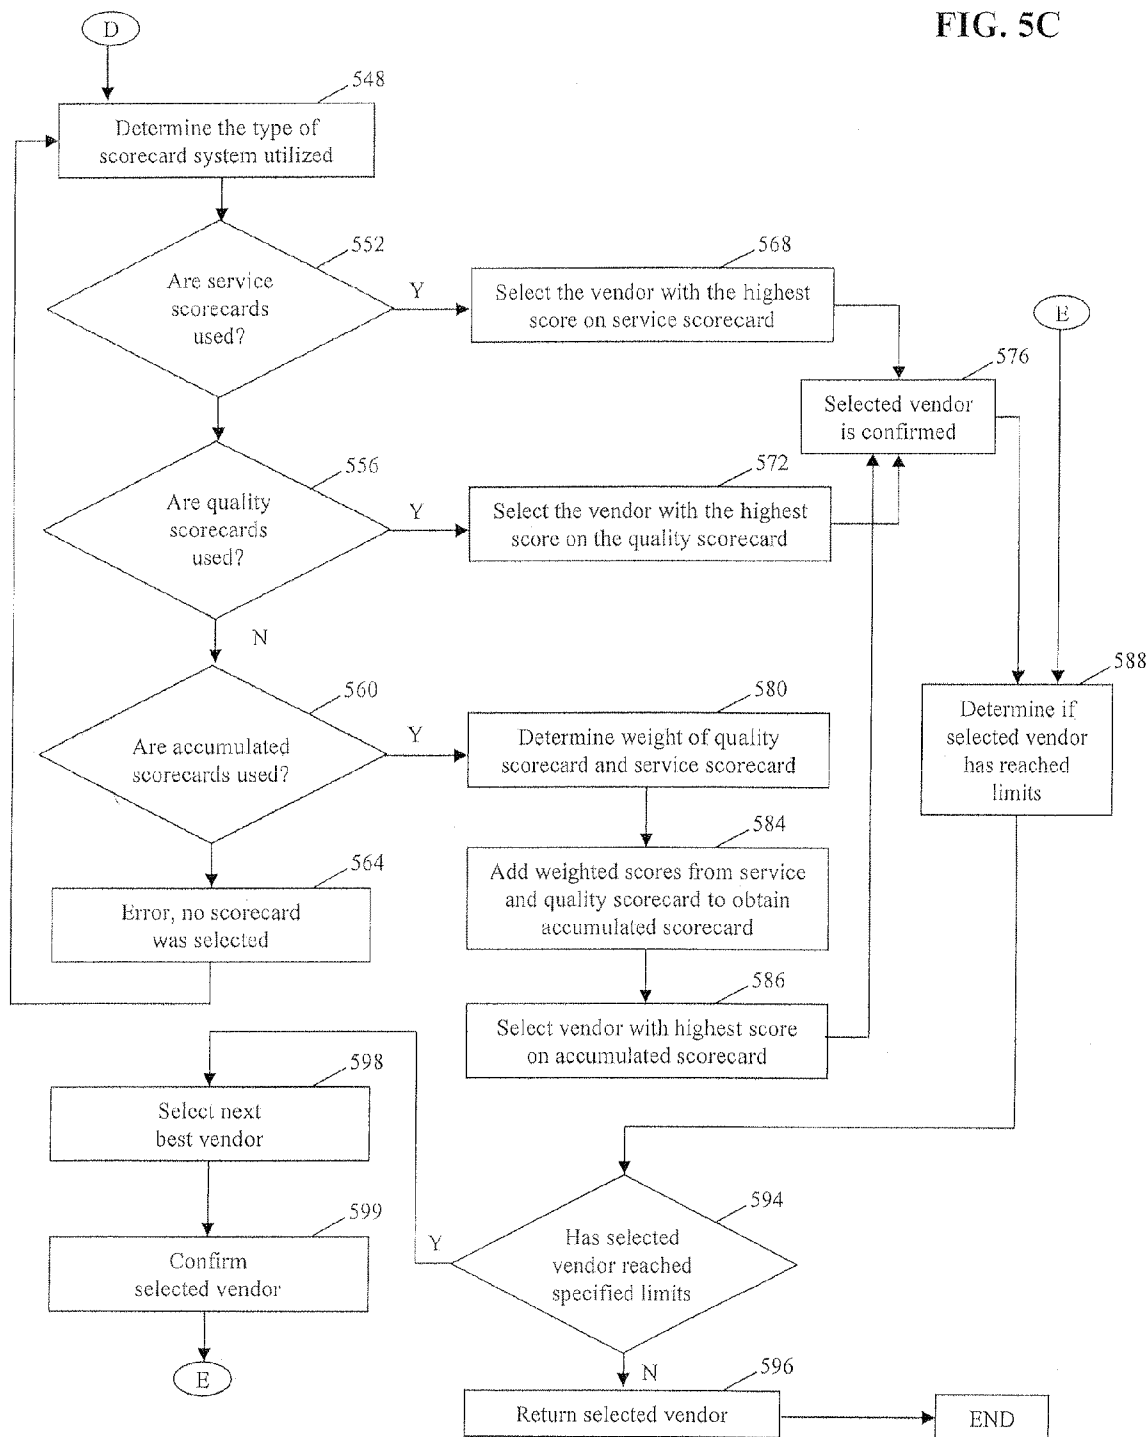 FIG. 5C
D
548
Determine the type of
scorecard system utilized
552
Are service
scorecards
used?
Y
568
Select the vendor with the highest
score on service scorecard
E
576
Selected vendor
is confirmed
556
Are quality
scorecards
used?
Y
572
Select the vendor with the highest
score on the quality scorecard
N
560
Are accumulated
scorecards used?
Y
580
Determine weight of quality
scorecard and service scorecard
588
Determine if
selected vendor
has reached
limits
564
Error, no scorecard
was selected
584
Add weighted scores from service
and quality scorecard to obtain
accumulated scorecard
586
Select vendor with highest score
on accumulated scorecard
598
Select next
best vendor
599
Confirm
selected vendor
E
594
Has selected
vendor reached
specified limits
Y
N
596
Return selected vendor
END